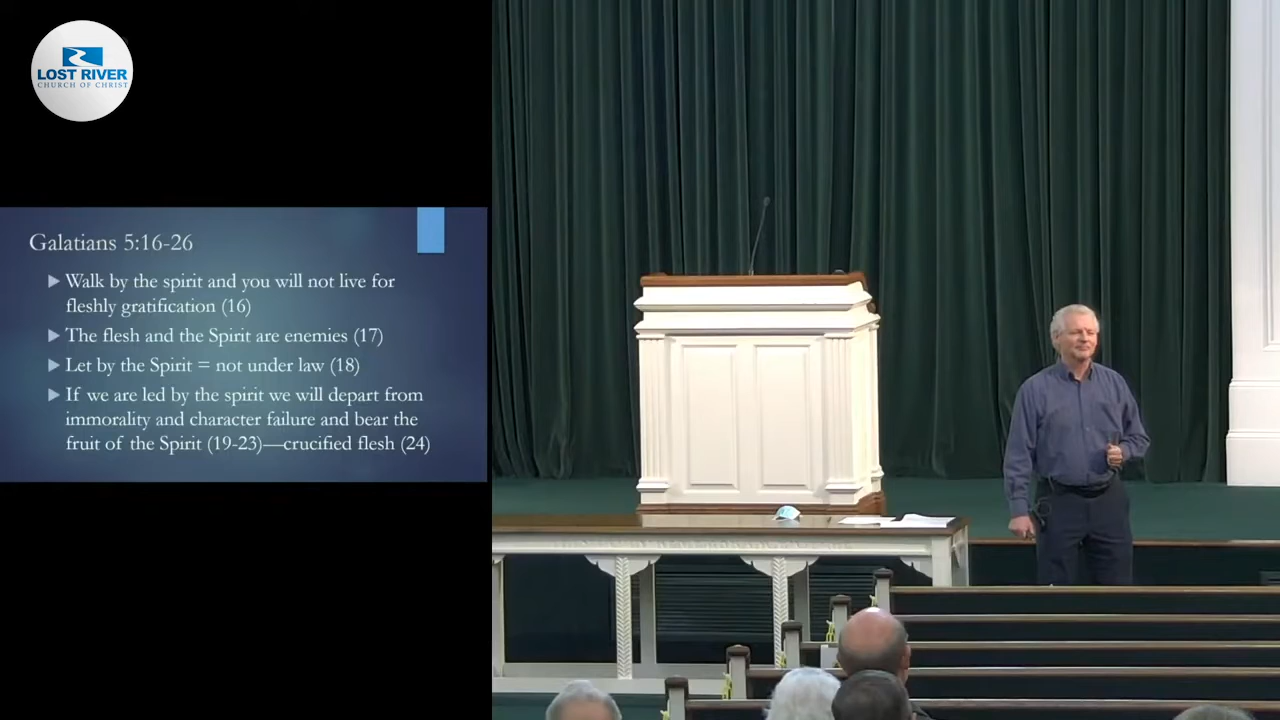 LOST RIVER
CHURCH OF CHRIST
Galatians 5:16-26
Walk by the spirit and you will not live for
fleshly gratification (16)
The flesh and the Spirit are enemies (17)
Let by the Spirit = not under law (18)
If we are led by the spirit we will depart from
immorality and character failure and bear the
fruit of the Spirit (19-23)—crucified flesh (24)